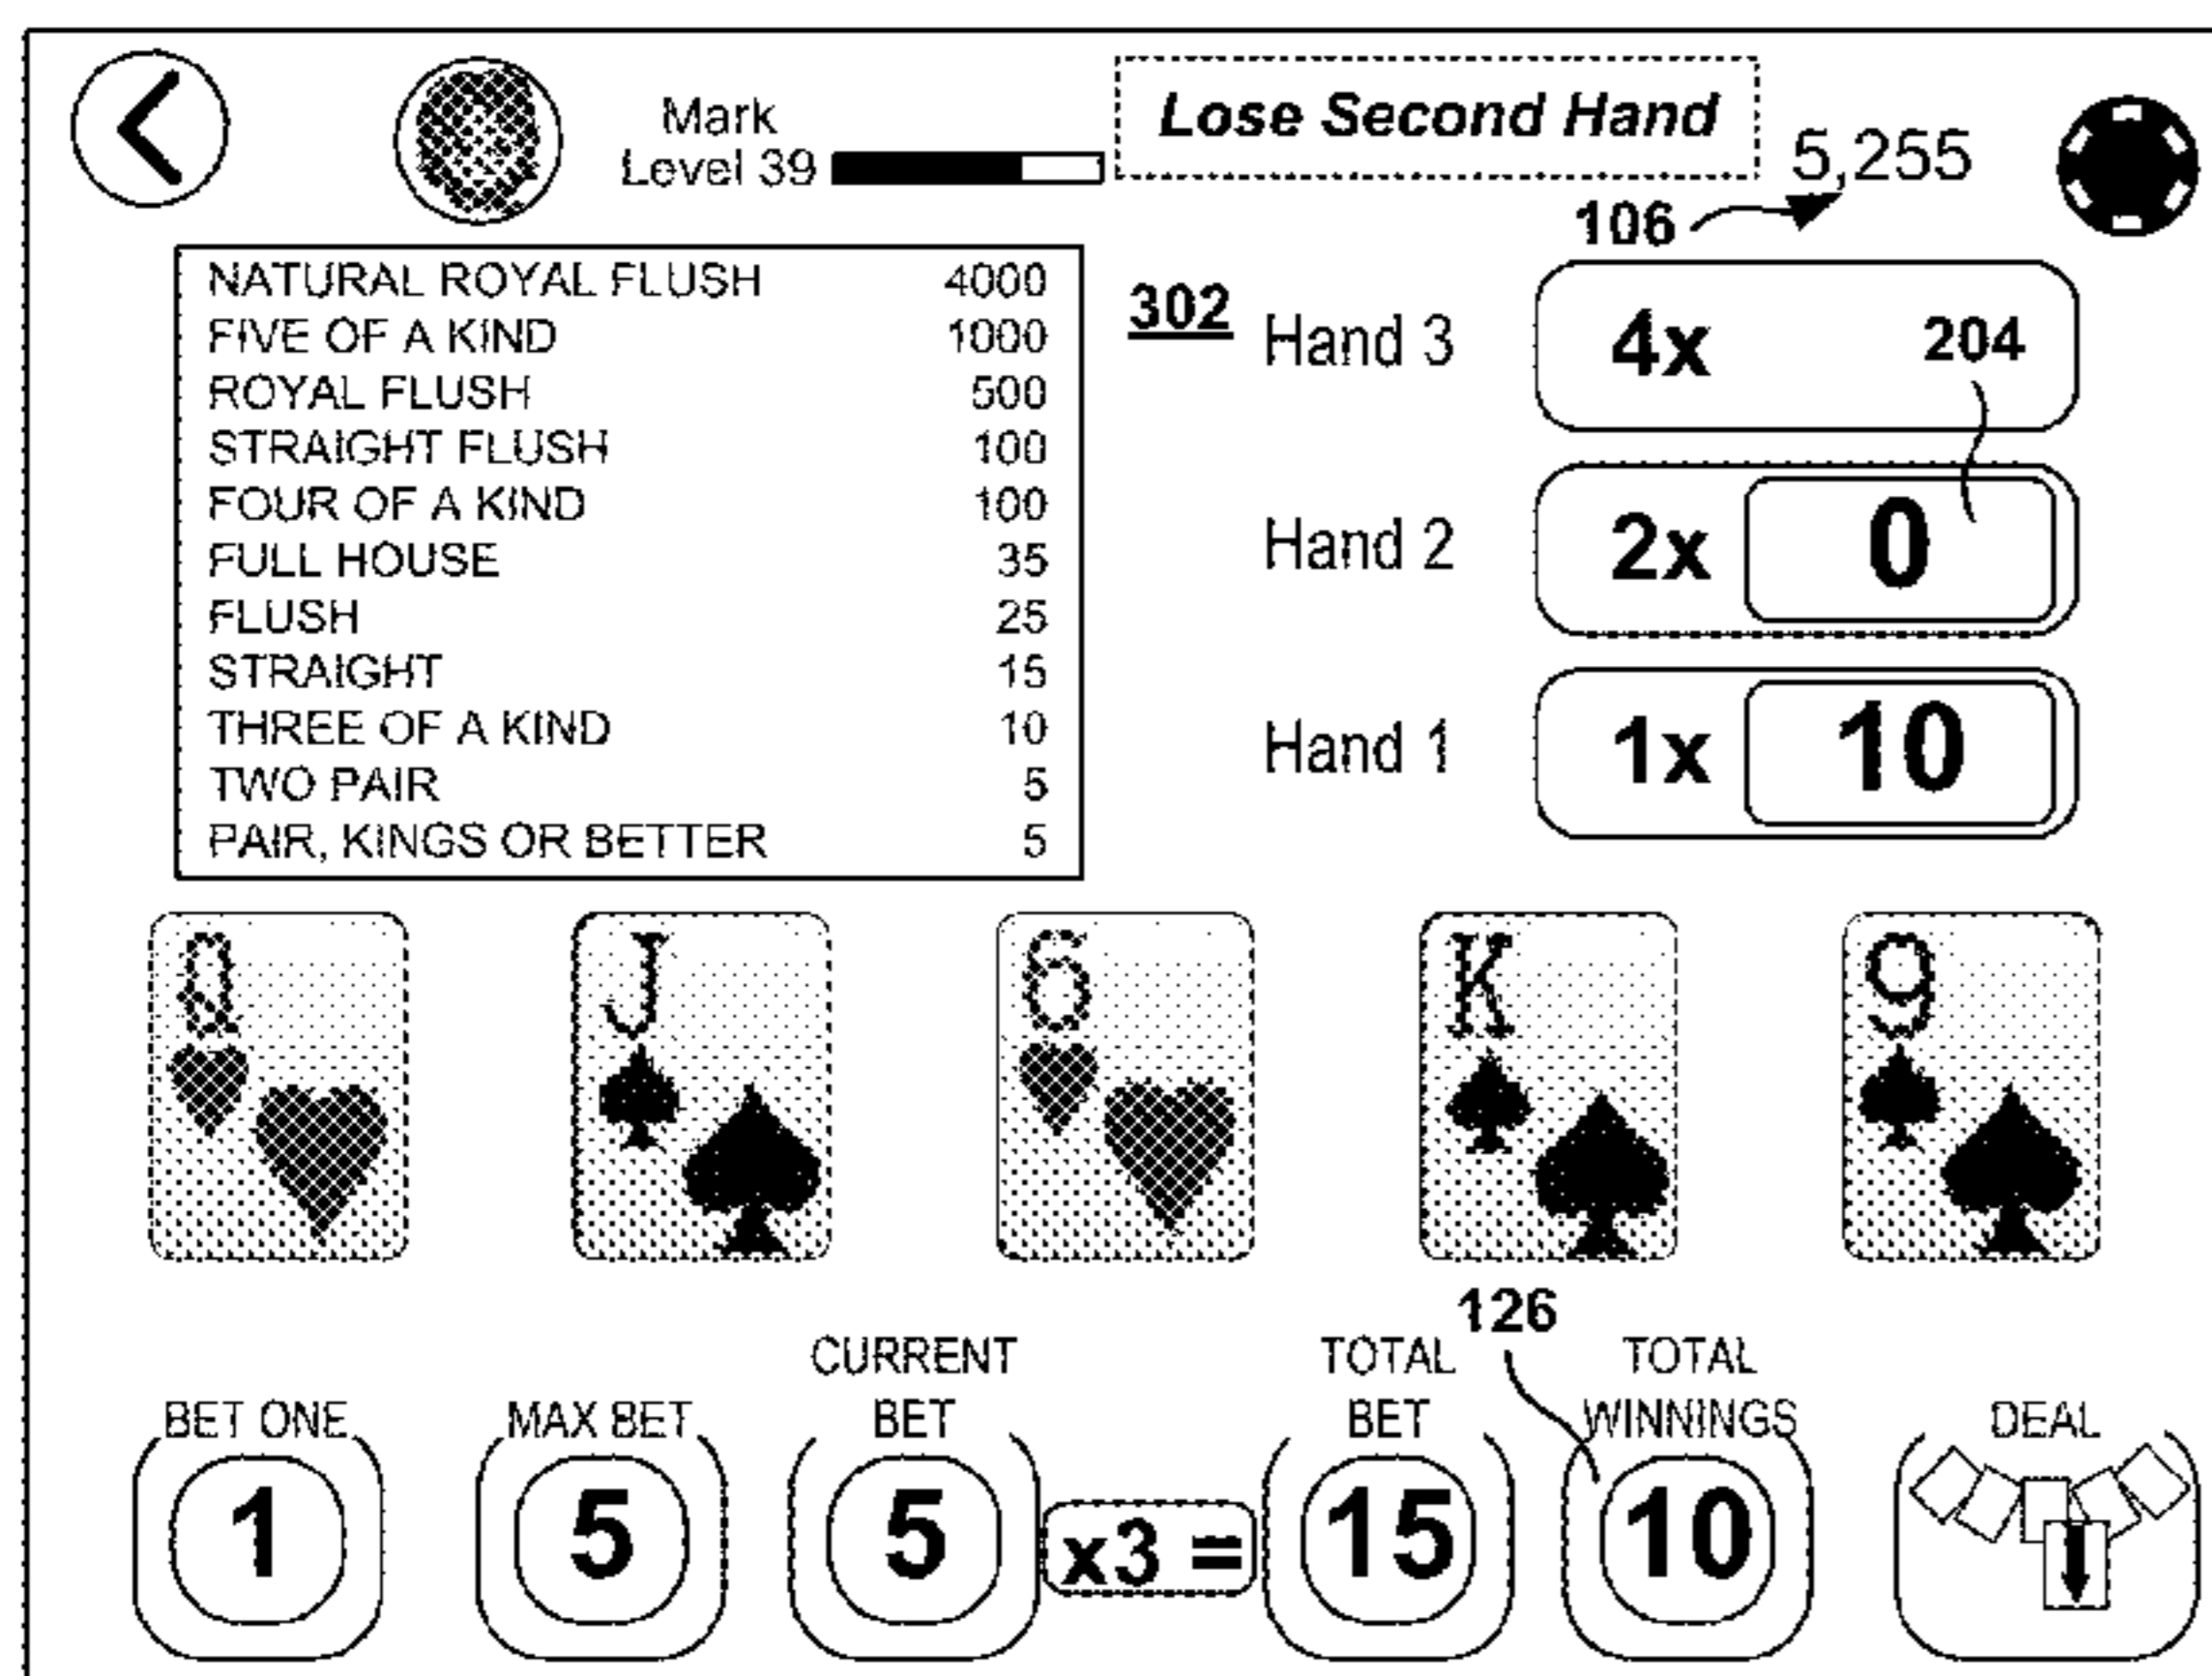 Mark
Level 39
Lose Second Hand
5,255
106
NATURAL ROYAL FLUSH 4000
FIVE OF A KIND 1000
ROYAL FLUSH 500
STRAIGHT FLUSH 100
FOUR OF A KIND 100
FULL HOUSE 35
FLUSH 25
STRAIGHT 15
THREE OF A KIND 10
TWO PAIR 5
PAIR, KINGS OR BETTER 5
302
Hand 3 4x 204
Hand 2 2x 0
Hand 1 1x 10
Q J 6 K 9
126
BET ONE
1
MAX BET
5
CURRENT
BET
5
x3 =
TOTAL
BET
15
TOTAL
WINNINGS
10
DEAL